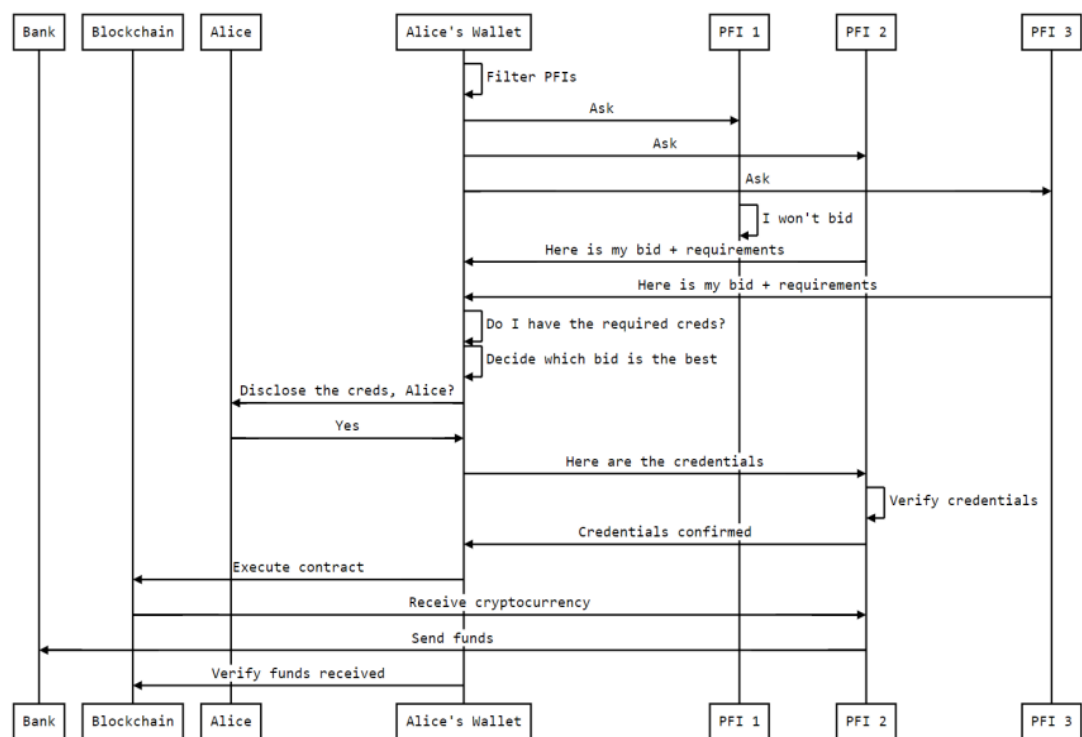 Bank Blockchain Alice Alice's Wallet PFI 1 PFI 2 PFI 3
Filter PFIs
Ask
Ask
Ask
I won't bid
Here is my bid + requirements
Here is my bid + requirements
Do I have the required creds?
Decide which bid is the best
Disclose the creds, Alice?
Yes
Here are the credentials
Verify credentials
Credentials confirmed
Execute contract
Receive cryptocurrency
Send funds
Verify funds received
Bank Blockchain Alice Alice's Wallet PFI 1 PFI 2 PFI 3